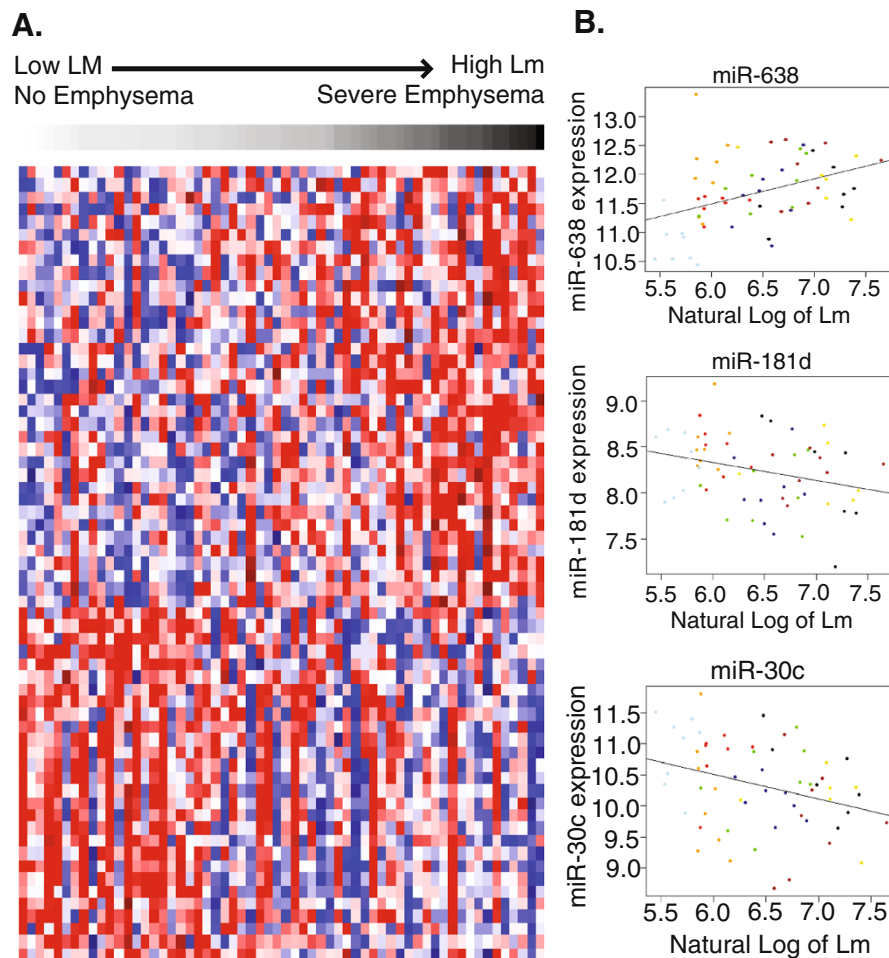 A.
Low LM
High Lm
No Emphysema
Severe Emphysema
B.
miR-638
miR-638 expression
13.0
12.5
12.0
11.5
11.0
10.5
5.5 6.0 6.5 7.0 7.5
Natural Log of Lm
miR-181d
miR-181d expression
9.0
8.5
8.0
7.5
5.5 6.0 6.5 7.0 7.5
Natural Log of Lm
miR-30c
miR-30c expression
11.5
11.0
10.5
10.0
9.5
9.0
5.5 6.0 6.5 7.0 7.5
Natural Log of Lm